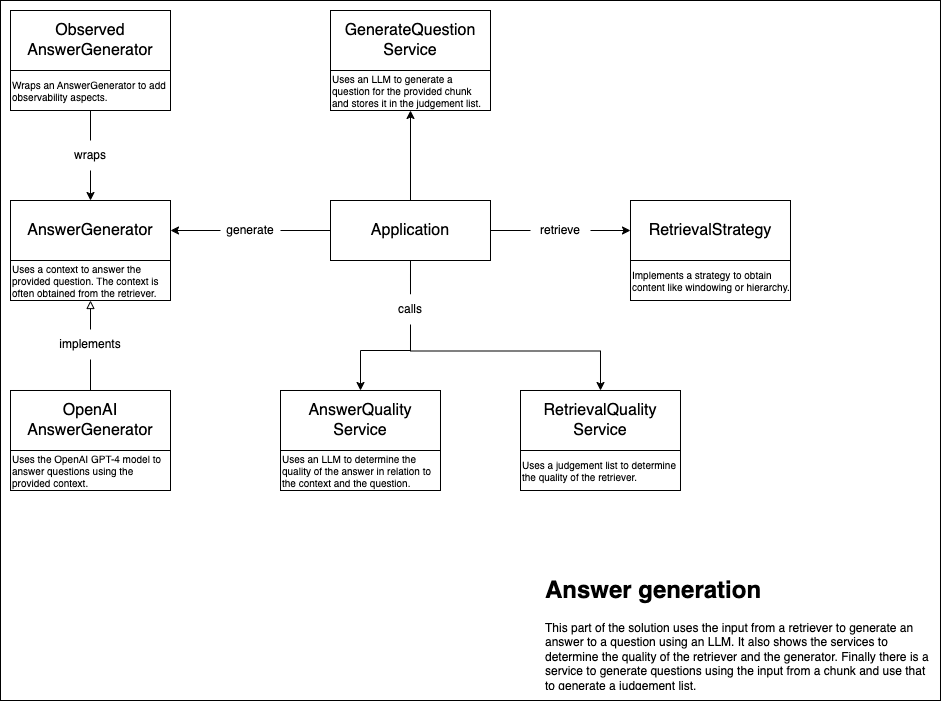 Observed
AnswerGenerator
Wraps an AnswerGenerator to add
observability aspects.
GenerateQuestion
Service
Uses an LLM to generate a
question for the provided chunk
and stores it in the judgement list.
wraps
AnswerGenerator
Uses a context to answer the
provided question. The context is
often obtained from the retriever.
generate
Application
retrieve
RetrievalStrategy
Implements a strategy to obtain
content like windowing or hierarchy.
implements
calls
OpenAI
AnswerGenerator
Uses the OpenAI GPT-4 model to
answer questions using the
provided context.
AnswerQuality
Service
Uses an LLM to determine the
quality of the answer in relation to
the context and the question.
RetrievalQuality
Service
Uses a judgement list to determine
the quality of the retriever.
Answer generation
This part of the solution uses the input from a retriever to generate an
answer to a question using an LLM. It also shows the services to
determine the quality of the retriever and the generator. Finally there is a
service to generate questions using the input from a chunk and use that
to generate a judgement list.